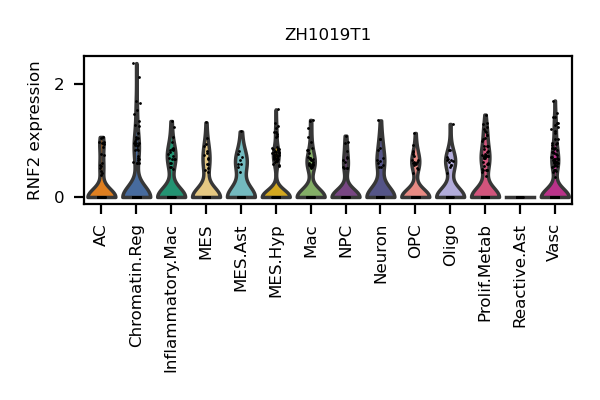 ZH1019T1
RNF2 expression
2
0
AC
Chromatin.Reg
Inflammatory.Mac
MES
MES.Ast
MES.Hyp
Mac
NPC
Neuron
OPC
Oligo
Prolif.Metab
Reactive.Ast
Vasc